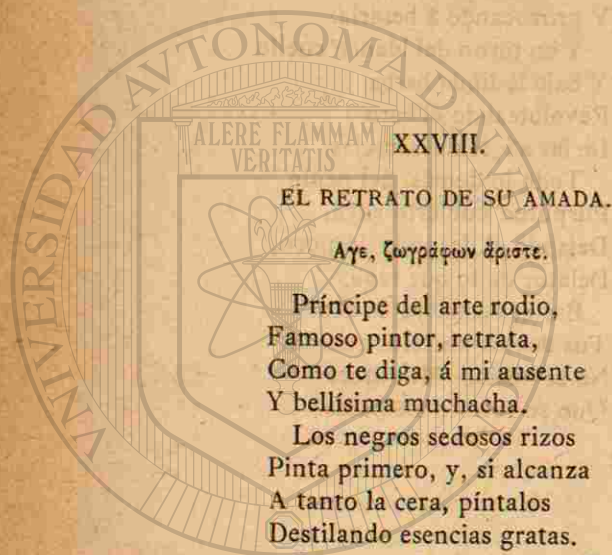 XXVIII.
EL RETRATO DE SU AMADA.
Αγε, ζωγράφων ἄριστε.
Príncipe del arte rodio,
Famoso pintor, retrata,
Como te diga, á mi ausente
Y bellísima muchacha.
Los negros sedosos rizos
Pinta primero, y, si alcanza
A tanto la cera, píntalos
Destilando esencias gratas.
ALERE FLAMMAM
VERITATIS